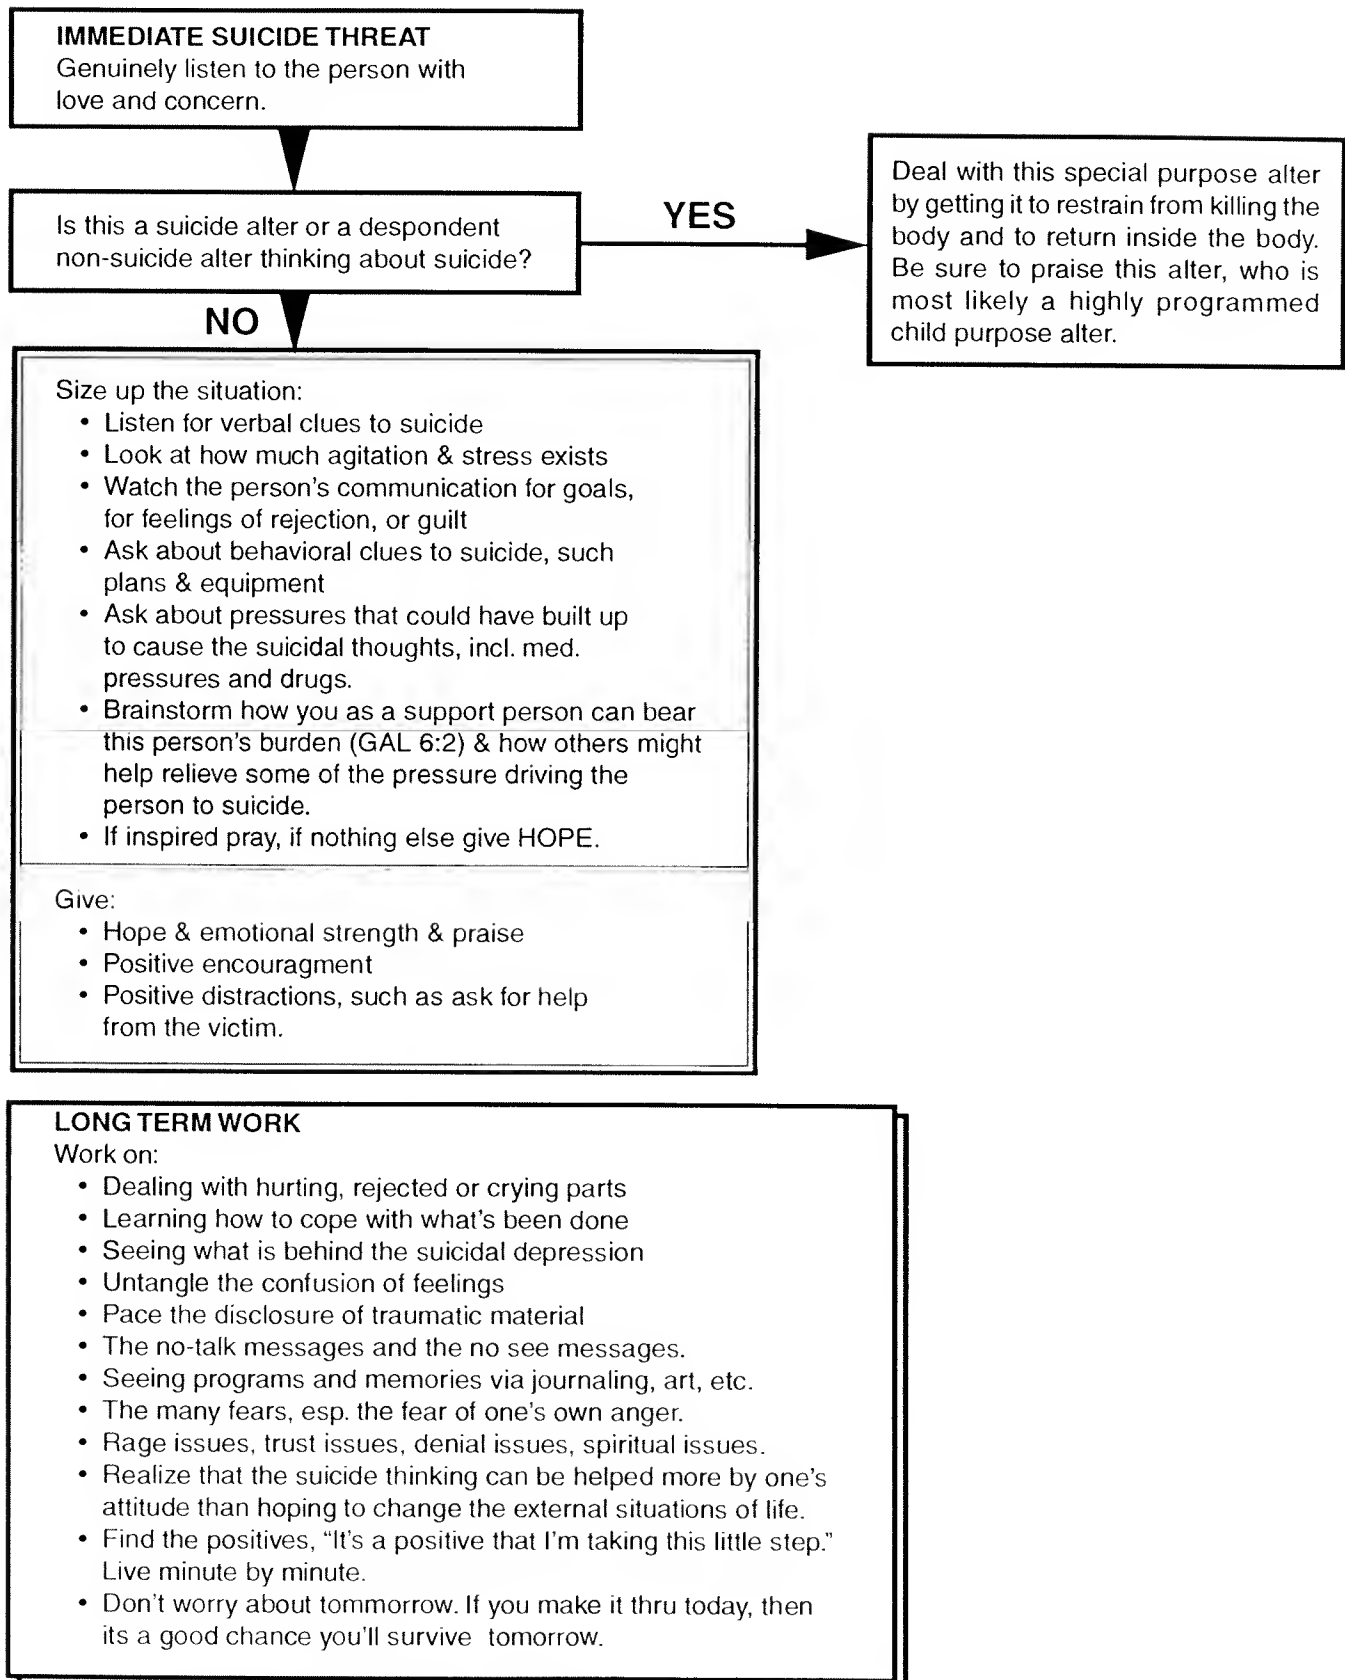 IMMEDIATE SUICIDE THREAT
Genuinely listen to the person with
love and concern.
Is this a suicide alter or a despondent
non-suicide alter thinking about suicide?
YES
Deal with this special purpose alter
by getting it to restrain from killing the
body and to return inside the body.
Be sure to praise this alter, who is
most likely a highly programmed
child purpose alter.
NO
Size up the situation:
• Listen for verbal clues to suicide
• Look at how much agitation & stress exists
• Watch the person's communication for goals,
for feelings of rejection, or guilt
• Ask about behavioral clues to suicide, such
plans & equipment
• Ask about pressures that could have built up
to cause the suicidal thoughts, incl. med.
pressures and drugs.
• Brainstorm how you as a support person can bear
this person's burden (GAL 6:2) & how others might
help relieve some of the pressure driving the
person to suicide.
• If inspired pray, if nothing else give HOPE.
Give:
• Hope & emotional strength & praise
• Positive encouragment
• Positive distractions, such as ask for help
from the victim.
LONG TERM WORK
Work on:
• Dealing with hurting, rejected or crying parts
• Learning how to cope with what's been done
• Seeing what is behind the suicidal depression
• Untangle the confusion of feelings
• Pace the disclosure of traumatic material
• The no-talk messages and the no see messages.
• Seeing programs and memories via journaling, art, etc.
• The many fears, esp. the fear of one's own anger.
• Rage issues, trust issues, denial issues, spiritual issues.
• Realize that the suicide thinking can be helped more by one's
attitude than hoping to change the external situations of life.
• Find the positives, "It's a positive that I'm taking this little step."
Live minute by minute.
• Don't worry about tommorrow. If you make it thru today, then
its a good chance you'll survive tomorrow.